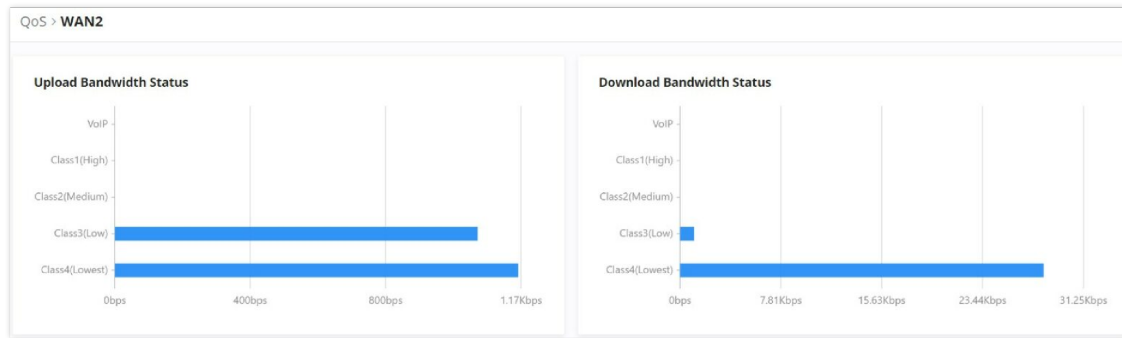 QoS > WAN2
Upload Bandwidth Status
VoIP
Class1(High)
Class2(Medium)
Class3(Low)
Class4(Lowest)
0bps 400bps 800bps 1.17Kbps
Download Bandwidth Status
VoIP
Class1(High)
Class2(Medium)
Class3(Low)
Class4(Lowest)
0bps 7.81Kbps 15.63Kbps 23.44Kbps 31.25Kbps